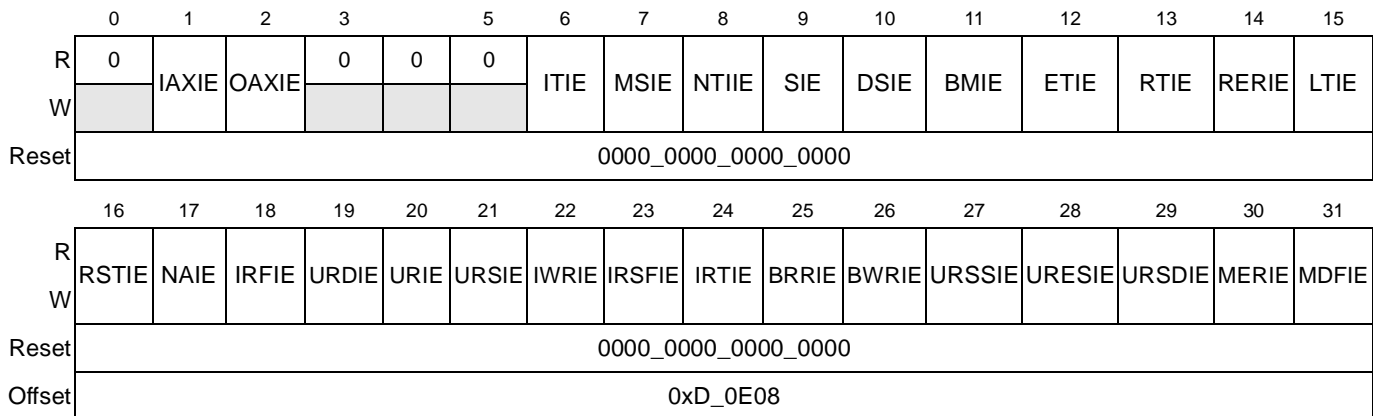 0 1 2 3 5 6 7 8 9 10 11 12 13 14 15
R 0 IAXIE OAXIE 0 0 0 ITIE MSIE NTIIE SIE DSIE BMIE ETIE RTIE RERIE LTIE
W
Reset 0000_0000_0000_0000
16 17 18 19 20 21 22 23 24 25 26 27 28 29 30 31
R RSTIE NAIE IRFIE URDIE URIE URSIE IWRIE IRSFIE IRTIE BRRIE BWRIE URSSIE URESIE URSDIE MERIE MDFIE
W
Reset 0000_0000_0000_0000
Offset 0xD_0E08